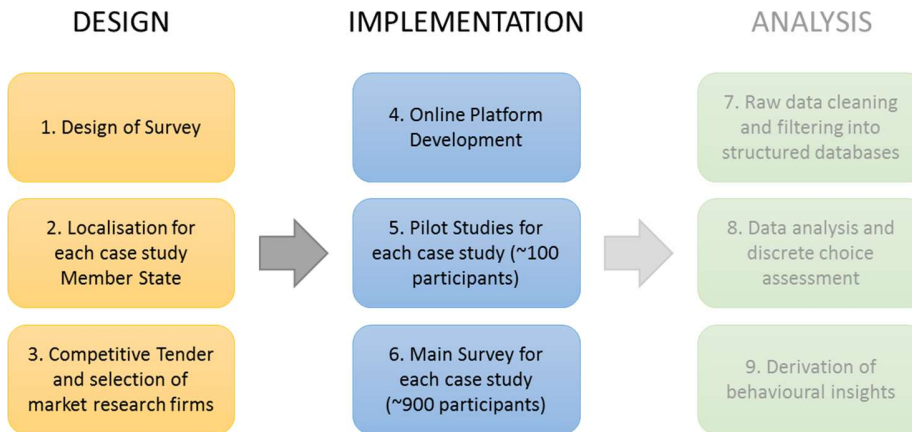 DESIGN
IMPLEMENTATION
ANALYSIS
1. Design of Survey
2. Localisation for
each case study
Member State
3. Competitive Tender
and selection of
market research firms
4. Online Platform
Development
5. Pilot Studies for
each case study (~100
participants)
6. Main Survey for
each case study
(~900 participants)
7. Raw data cleaning
and filtering into
structured databases
8. Data analysis and
discrete choice
assessment
9. Derivation of
behavioural insights